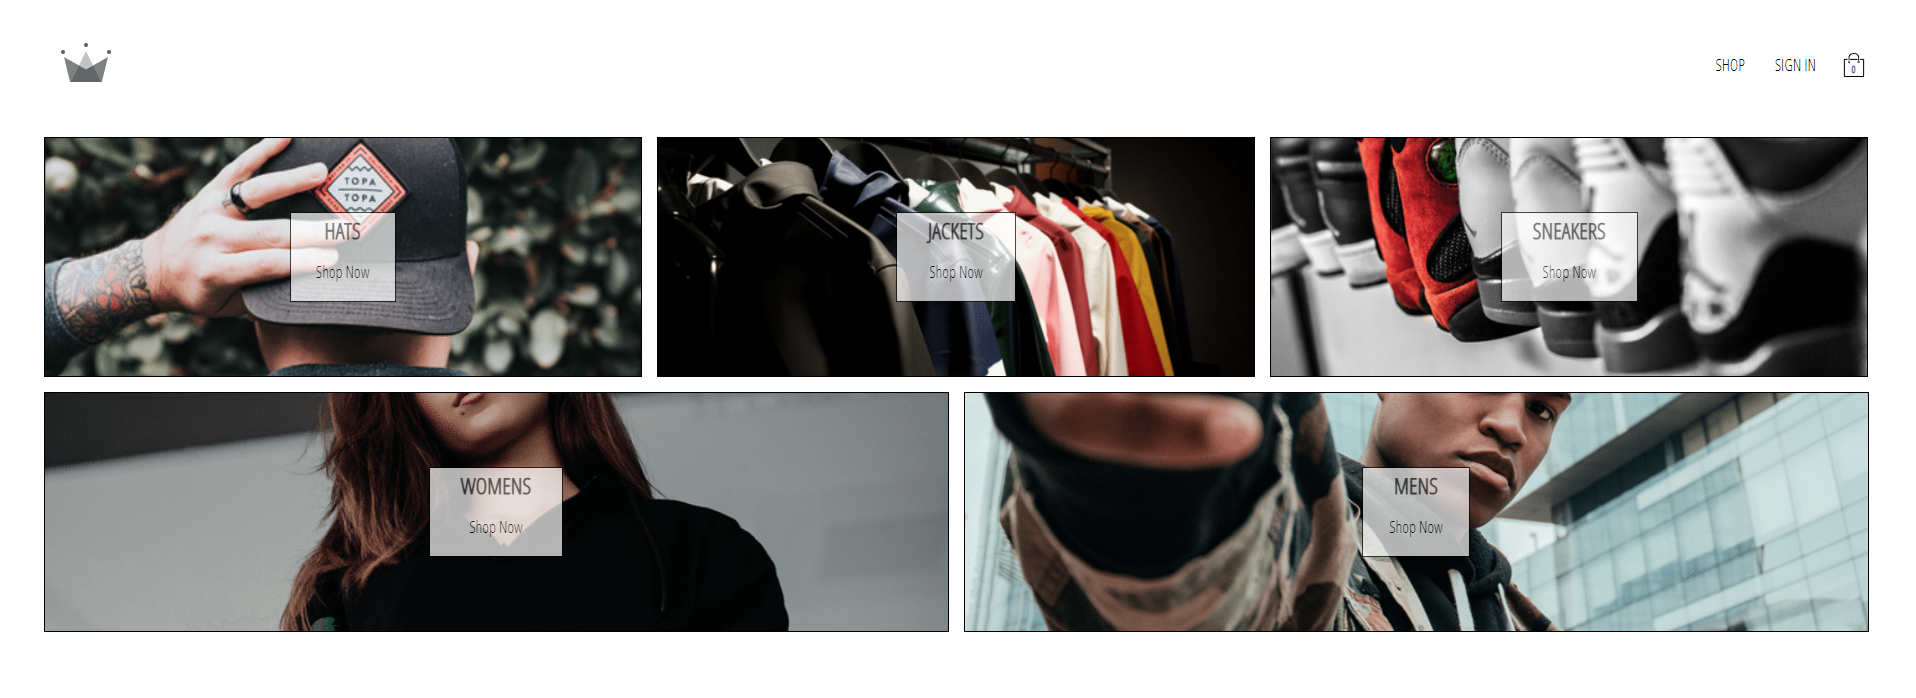 SHOP
SIGN IN
0
TOPA
TOPA
HATS
Shop Now
JACKETS
Shop Now
SNEAKERS
Shop Now
WOMENS
Shop Now
MENS
Shop Now